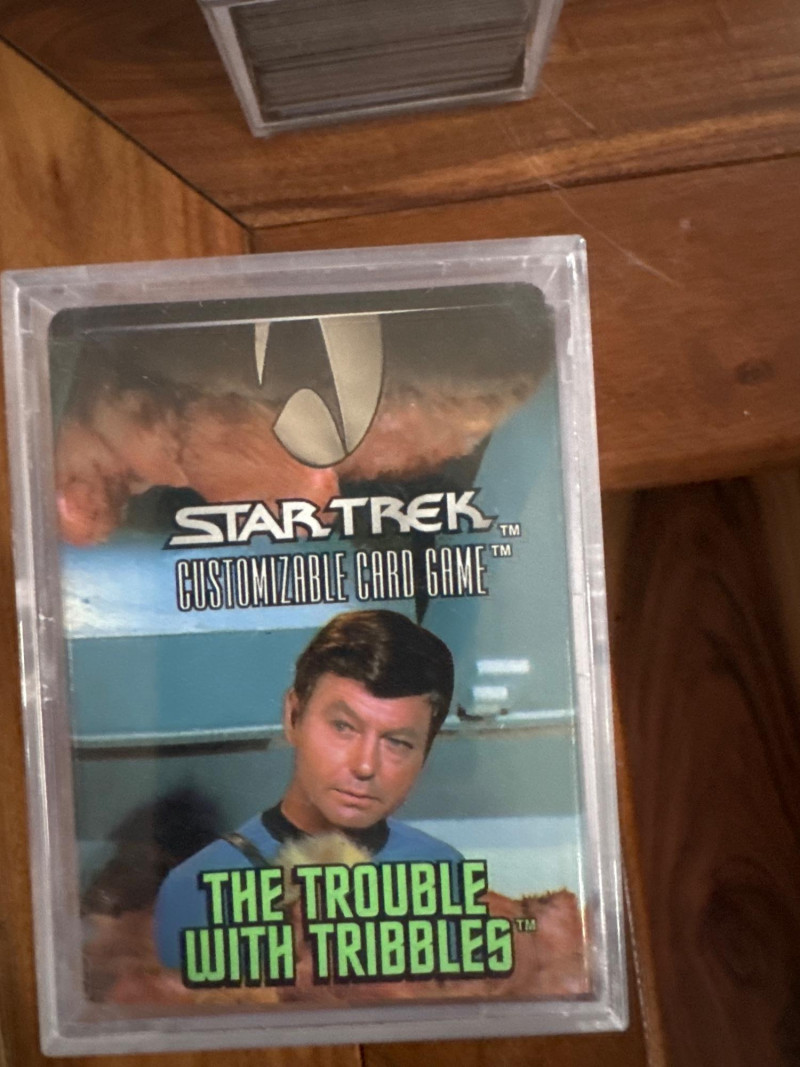 STAR TREK™
CUSTOMIZABLE CARD GAME™
THE TROUBLE
WITH TRIBBLES™